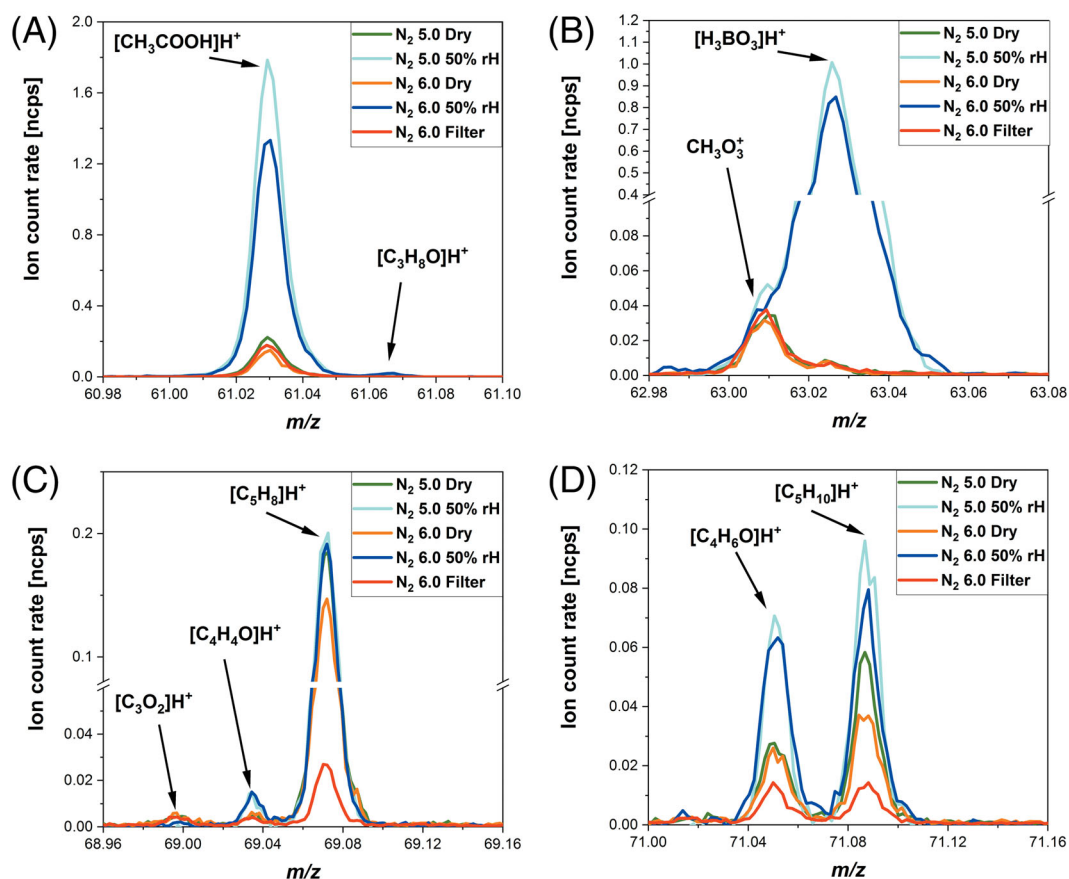 (A)
Ion count rate [ncps]
2.0
1.6
1.2
0.8
0.4
0.0
[CH₃COOH]H⁺
[C₃H₈O]H⁺
N₂ 5.0 Dry
N₂ 5.0 50% rH
N₂ 6.0 Dry
N₂ 6.0 50% rH
N₂ 6.0 Filter
60.98 61.00 61.02 61.04 61.06 61.08 61.10
m/z
(B)
Ion count rate [ncps]
1.2
1.1
1.0
0.9
0.8
0.7
0.6
0.5
0.4
0.08
0.06
0.04
0.02
0.00
[H₃BO₃]H⁺
CH₃O₃⁺
N₂ 5.0 Dry
N₂ 5.0 50% rH
N₂ 6.0 Dry
N₂ 6.0 50% rH
N₂ 6.0 Filter
62.98 63.00 63.02 63.04 63.06 63.08
m/z
(C)
Ion count rate [ncps]
0.2
0.1
0.04
0.02
0.00
[C₅H₈]H⁺
[C₄H₄O]H⁺
[C₃O₂]H⁺
N₂ 5.0 Dry
N₂ 5.0 50% rH
N₂ 6.0 Dry
N₂ 6.0 50% rH
N₂ 6.0 Filter
68.96 69.00 69.04 69.08 69.12 69.16
m/z
(D)
Ion count rate [ncps]
0.12
0.10
0.08
0.06
0.04
0.02
0.00
[C₅H₁₀]H⁺
[C₄H₆O]H⁺
N₂ 5.0 Dry
N₂ 5.0 50% rH
N₂ 6.0 Dry
N₂ 6.0 50% rH
N₂ 6.0 Filter
71.00 71.04 71.08 71.12 71.16
m/z